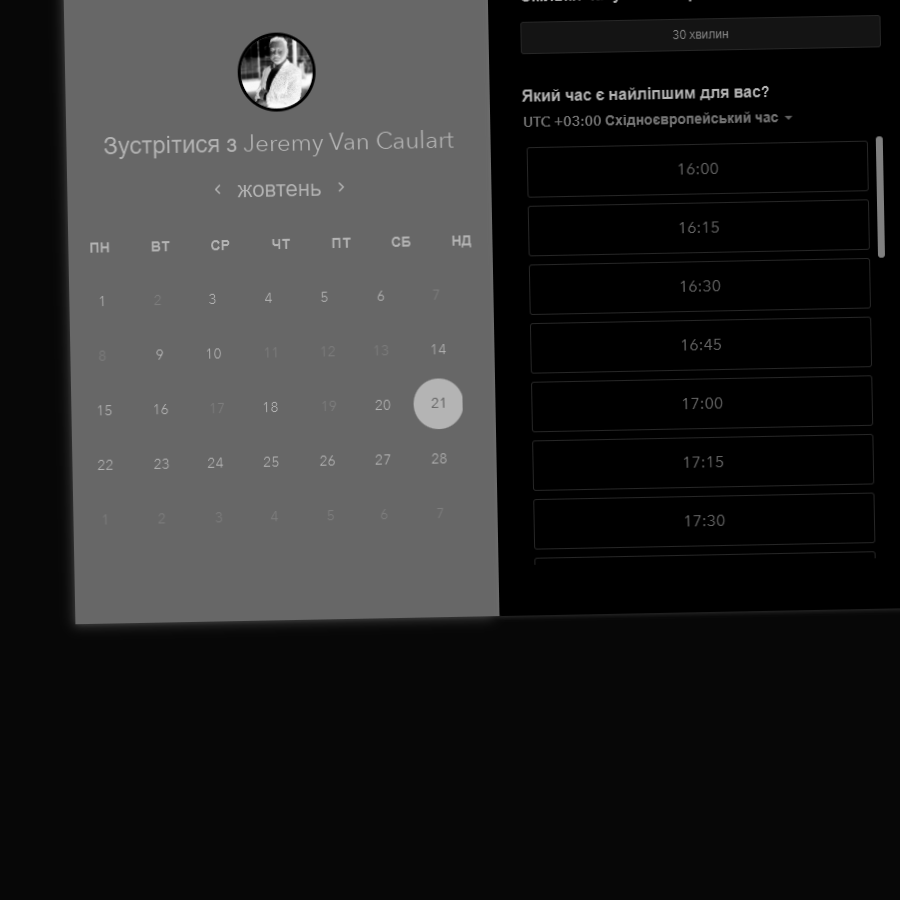 Зустрітися з Jeremy Van Caulart
жовтень
ПН ВТ СР ЧТ ПТ СБ НД
1 2 3 4 5 6 7
8 9 10 11 12 13 14
15 16 17 18 19 20 21
22 23 24 25 26 27 28
1 2 3 4 5 6 7
30 хвилин
Який час є найліпшим для вас?
UTC +03:00 Східноєвропейський час
16:00
16:15
16:30
16:45
17:00
17:15
17:30